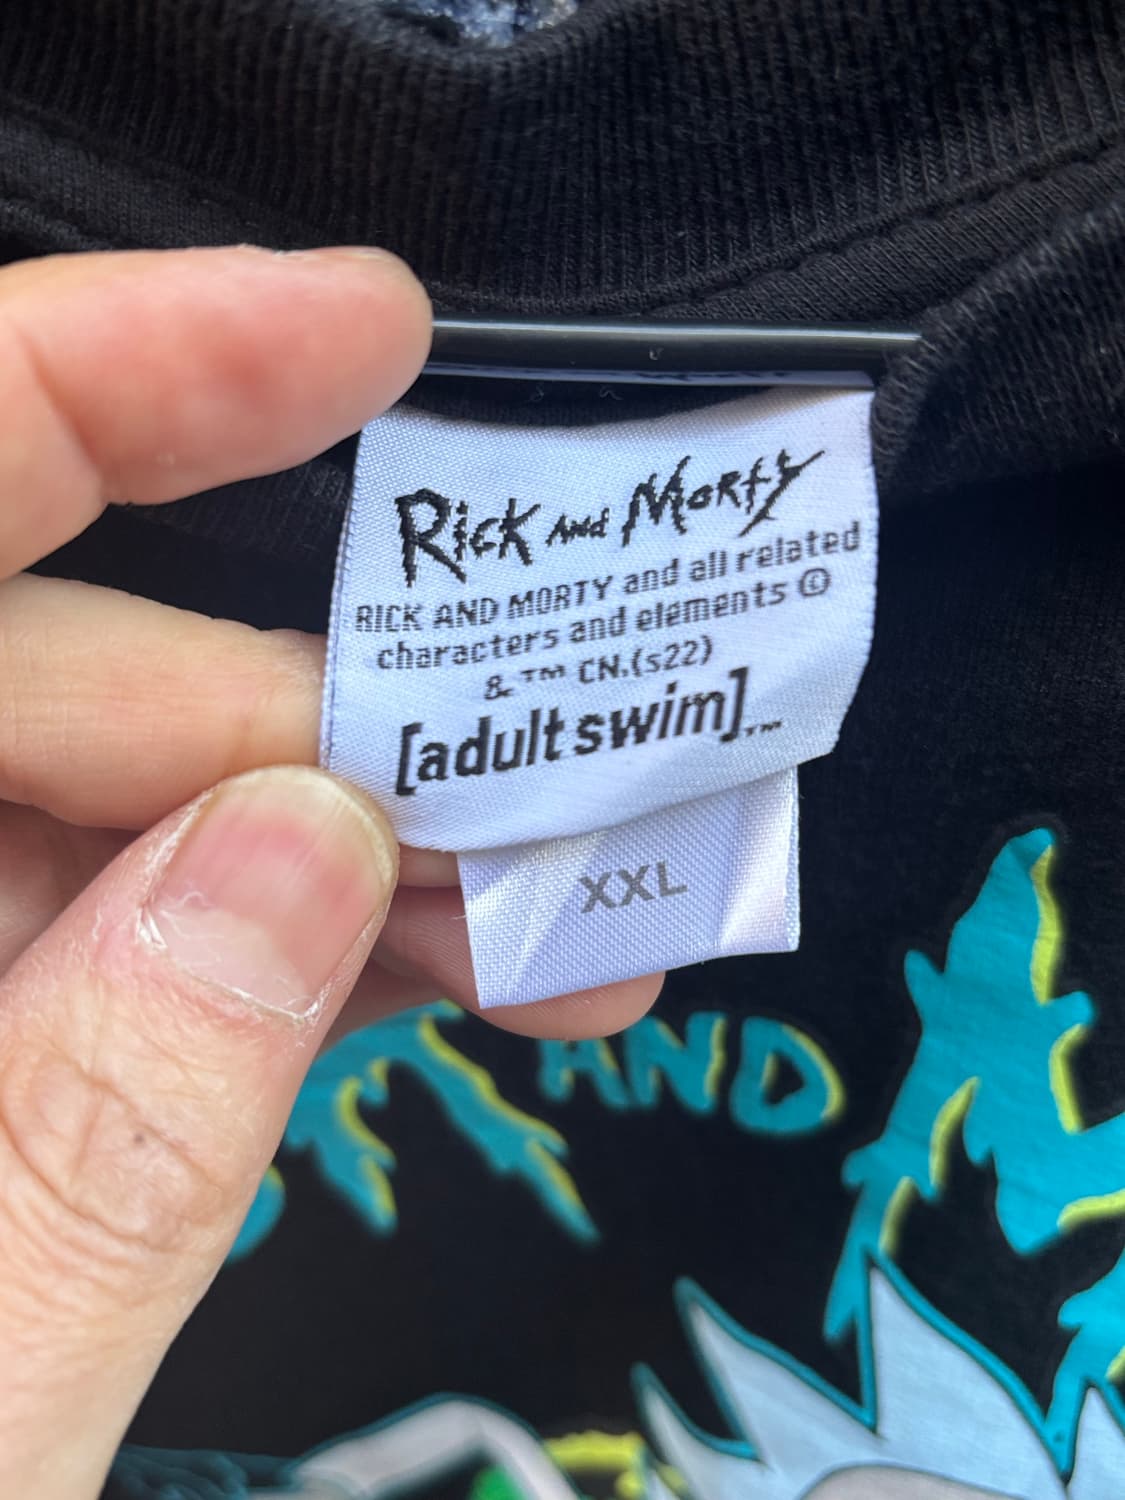 Rick And Morty
RICK AND MORTY and all related
characters and elements ©
& ™ CN.(s22)
[adult swim]™
XXL
AND